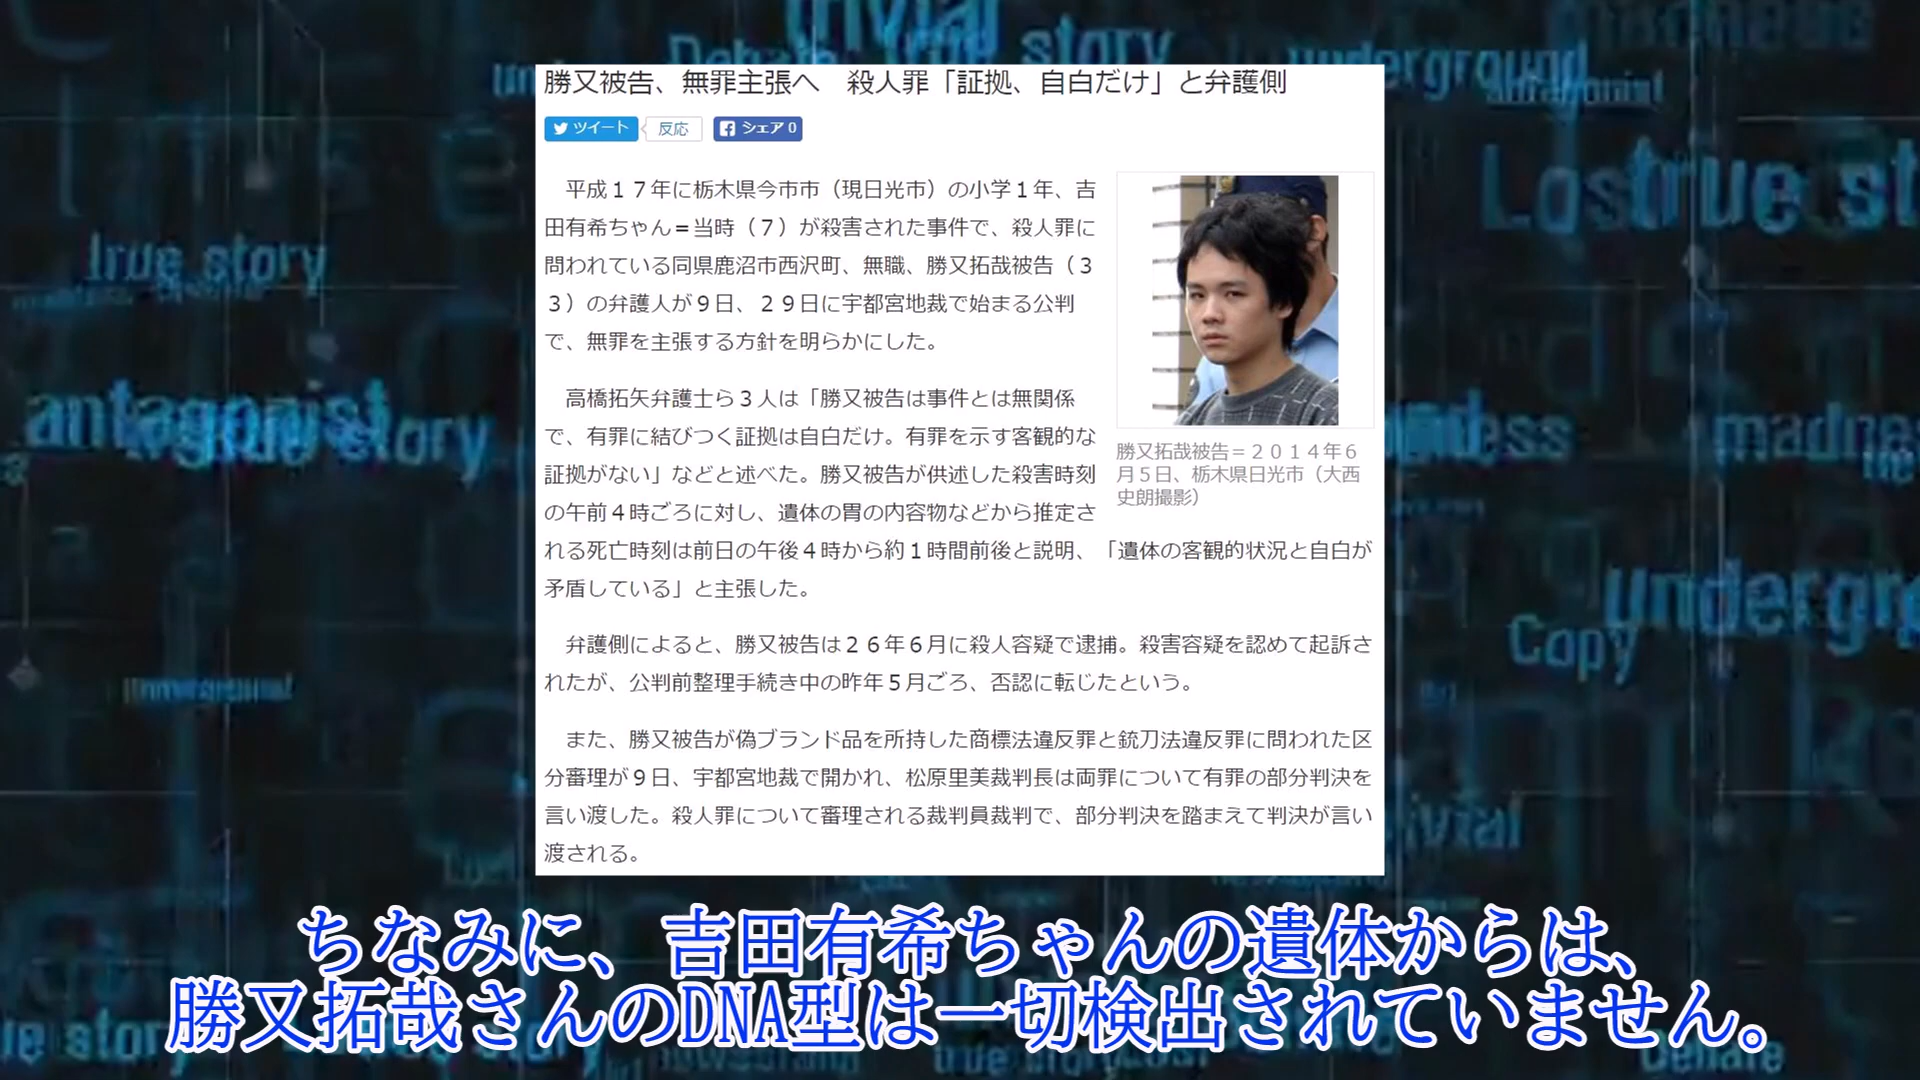 勝又被告、無罪主張へ　殺人罪「証拠、自白だけ」と弁護側
ツイート 反応 シェア 0
平成１７年に栃木県今市市（現日光市）の小学１年、吉
田有希ちゃん＝当時（７）が殺害された事件で、殺人罪に
問われている同県鹿沼市西沢町、無職、勝又拓哉被告（３
３）の弁護人が９日、２９日に宇都宮地裁で始まる公判
で、無罪を主張する方針を明らかにした。
高橋拓矢弁護士ら３人は「勝又被告は事件とは無関係
で、有罪に結びつく証拠は自白だけ。有罪を示す客観的な
証拠がない」などと述べた。勝又被告が供述した殺害時刻
の午前４時ごろに対し、遺体の胃の内容物などから推定さ
れる死亡時刻は前日の午後４時から約１時間前後と説明、「遺体の客観的状況と自白が
矛盾している」と主張した。
勝又拓哉被告＝２０１４年６
月５日、栃木県日光市（大西
史朗撮影）
弁護側によると、勝又被告は２６年６月に殺人容疑で逮捕。殺害容疑を認めて起訴さ
れたが、公判前整理手続き中の昨年５月ごろ、否認に転じたという。
また、勝又被告が偽ブランド品を所持した商標法違反罪と銃刀法違反罪に問われた区
分審理が９日、宇都宮地裁で開かれ、松原里美裁判長は両罪について有罪の部分判決を
言い渡した。殺人罪について審理される裁判員裁判で、部分判決を踏まえて判決が言い
渡される。
ちなみに、吉田有希ちゃんの遺体からは、
勝又拓哉さんのDNA型は一切検出されていません。
trivial
true story
underground
true story
antagonist
story
madness
Copy
underground
trivial
true story
Debate